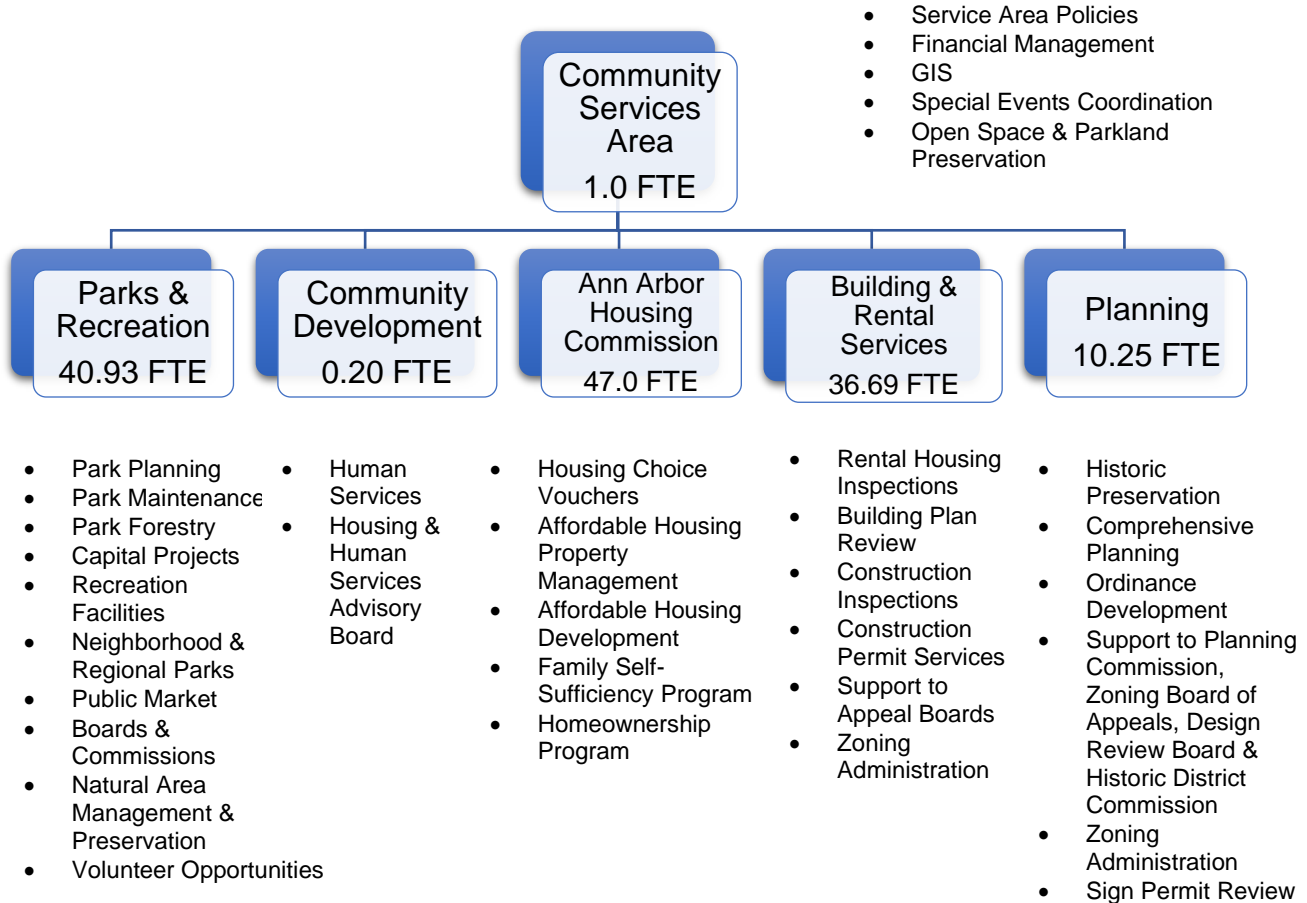 • Service Area Policies
• Financial Management
• GIS
• Special Events Coordination
• Open Space & Parkland
Preservation
Community
Services
Area
1.0 FTE
Parks &
Recreation
40.93 FTE
Community
Development
0.20 FTE
Ann Arbor
Housing
Commission
47.0 FTE
Building &
Rental
Services
36.69 FTE
Planning
10.25 FTE
• Park Planning
• Park Maintenance
• Park Forestry
• Capital Projects
• Recreation
Facilities
• Neighborhood &
Regional Parks
• Public Market
• Boards &
Commissions
• Natural Area
Management &
Preservation
• Volunteer Opportunities
• Human
Services
• Housing &
Human
Services
Advisory
Board
• Housing Choice
Vouchers
• Affordable Housing
Property
Management
• Affordable Housing
Development
• Family Self-
Sufficiency Program
• Homeownership
Program
• Rental Housing
Inspections
• Building Plan
Review
• Construction
Inspections
• Construction
Permit Services
• Support to
Appeal Boards
• Zoning
Administration
• Historic
Preservation
• Comprehensive
Planning
• Ordinance
Development
• Support to Planning
Commission,
Zoning Board of
Appeals, Design
Review Board &
Historic District
Commission
• Zoning
Administration
• Sign Permit Review